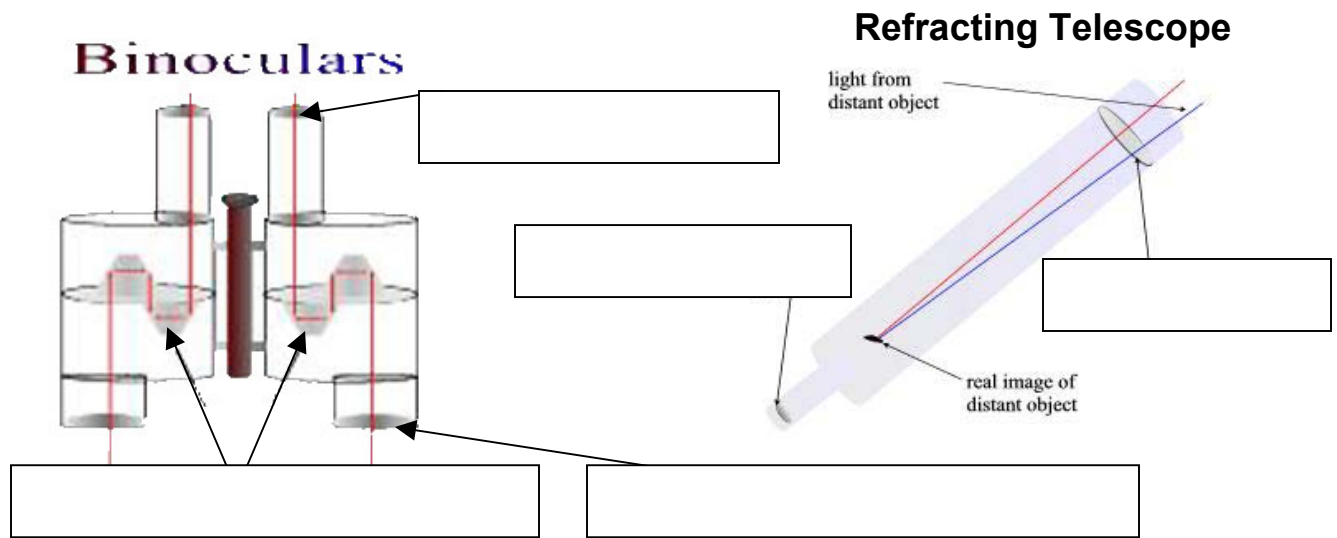 Binoculars
Refracting Telescope
light from
distant object
real image of
distant object